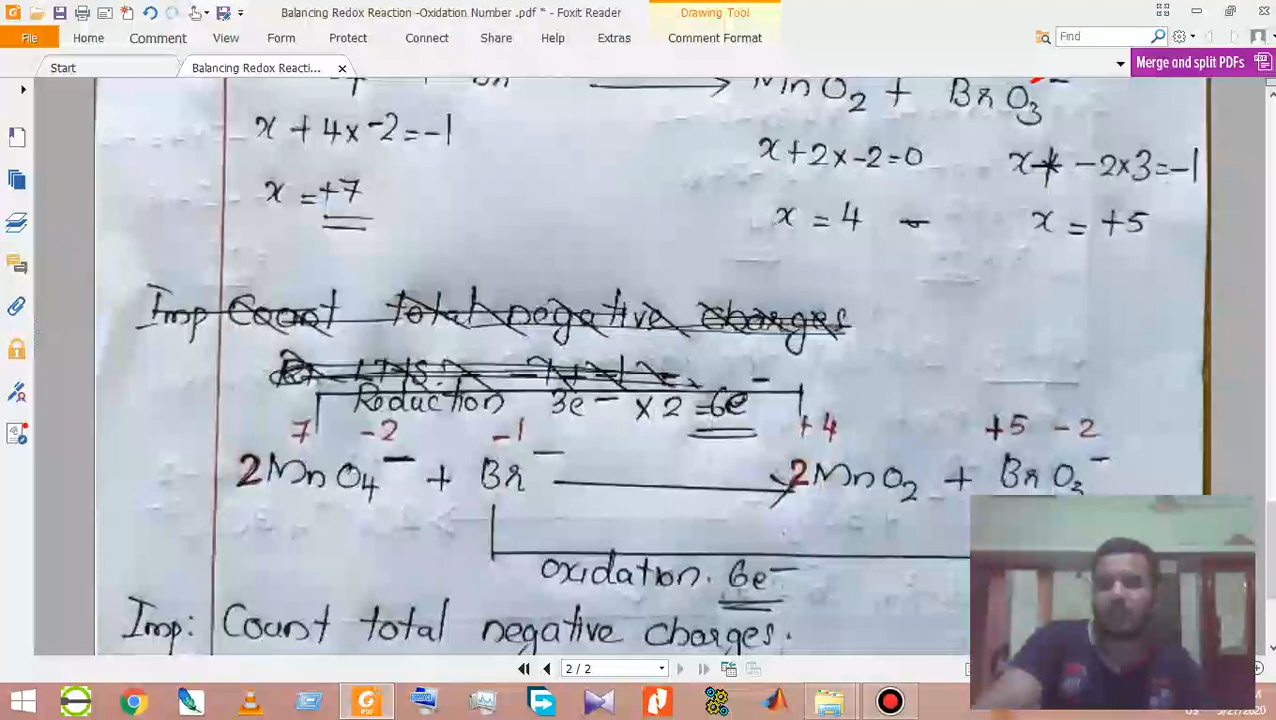 Balancing Redox Reaction -Oxidation Number .pdf * - Foxit Reader
Drawing Tool
File Home Comment View Form Protect Connect Share Help Extras Comment Format
Find
Start
Balancing Redox Reacti...
Merge and split PDFs
⟶ MnO₂ + BrO₃⁻
x + 4x -2 = -1
x + 2x -2 = 0
x - 2x3 = -1
x = +7
x = 4
x = +5
Imp Count total negative charges
Reduction 3e⁻ x 2 = 6e⁻
7 -2 -1 +4 +5 -2
2MnO₄⁻ + Br⁻ ⟶ 2MnO₂ + BrO₃⁻
oxidation. 6e⁻
Imp: Count total negative charges.
2 / 2